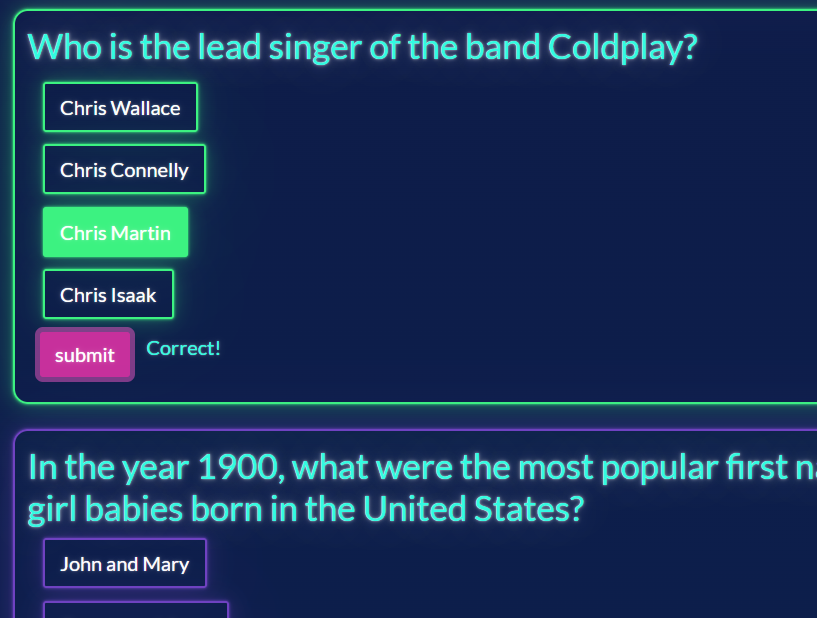 Who is the lead singer of the band Coldplay?
Chris Wallace
Chris Connelly
Chris Martin
Chris Isaak
submit
Correct!
In the year 1900, what were the most popular first
girl babies born in the United States?
John and Mary